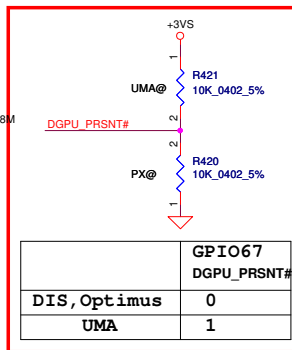 +3VS
1
R421
UMA@
10K_0402_5%
2
8M
DGPU_PRSNT#
2
R420
PX@
10K_0402_5%
1
GPIO67
DGPU_PRSNT#
DIS,Optimus 0
UMA 1